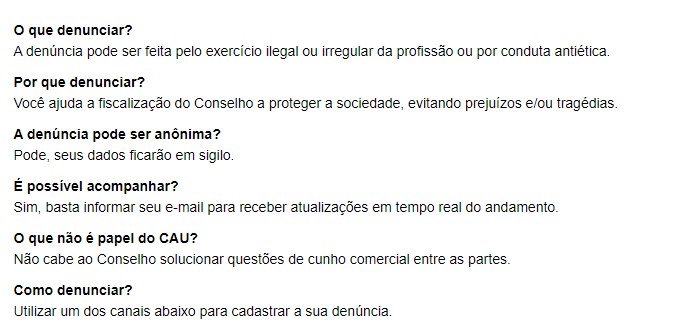 O que denunciar?
A denúncia pode ser feita pelo exercício ilegal ou irregular da profissão ou por conduta antiética.
Por que denunciar?
Você ajuda a fiscalização do Conselho a proteger a sociedade, evitando prejuízos e/ou tragédias.
A denúncia pode ser anônima?
Pode, seus dados ficarão em sigilo.
É possível acompanhar?
Sim, basta informar seu e-mail para receber atualizações em tempo real do andamento.
O que não é papel do CAU?
Não cabe ao Conselho solucionar questões de cunho comercial entre as partes.
Como denunciar?
Utilizar um dos canais abaixo para cadastrar a sua denúncia.